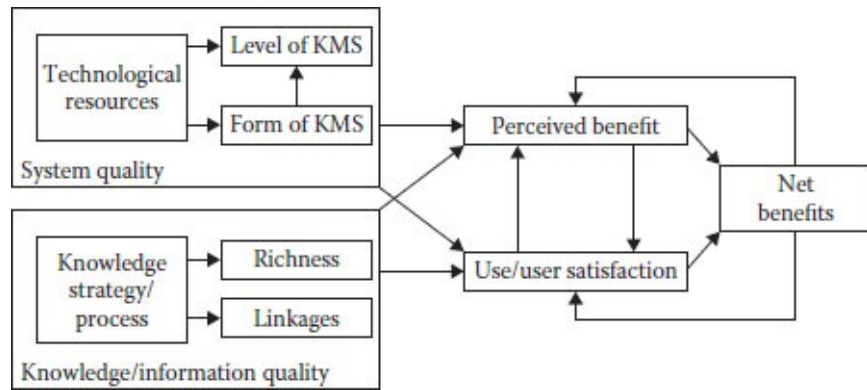 Technological
resources
Level of KMS
Form of KMS
System quality
Knowledge
strategy/
process
Richness
Linkages
Knowledge/information quality
Perceived benefit
Use/user satisfaction
Net
benefits